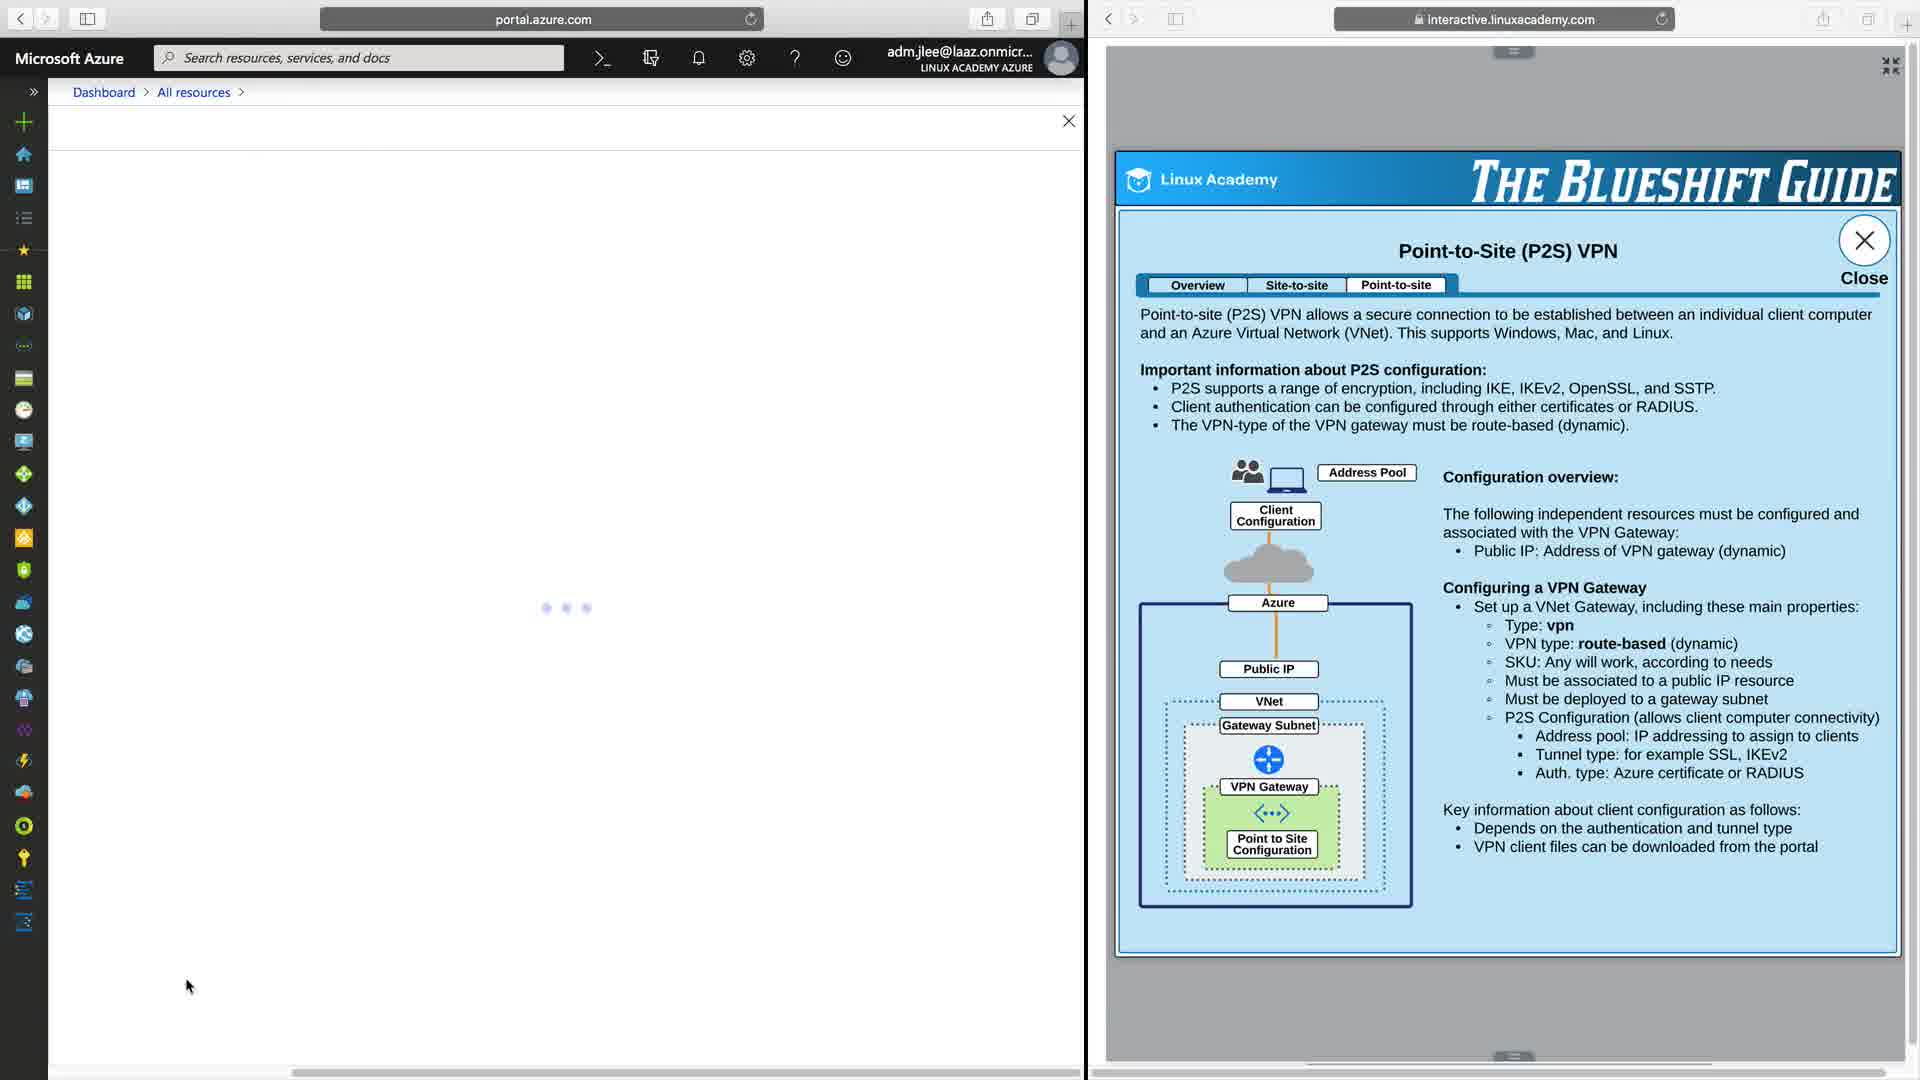 portal.azure.com
interactive.linuxacademy.com
Microsoft Azure
Search resources, services, and docs
adm.jlee@laaz.onmicr...
LINUX ACADEMY AZURE
Dashboard > All resources >
Linux Academy
THE BLUESHIFT GUIDE
Point-to-Site (P2S) VPN
Close
Overview
Site-to-site
Point-to-site
Point-to-site (P2S) VPN allows a secure connection to be established between an individual client computer
and an Azure Virtual Network (VNet). This supports Windows, Mac, and Linux.
Important information about P2S configuration:
• P2S supports a range of encryption, including IKE, IKEv2, OpenSSL, and SSTP.
• Client authentication can be configured through either certificates or RADIUS.
• The VPN-type of the VPN gateway must be route-based (dynamic).
Address Pool
Client
Configuration
Azure
Public IP
VNet
Gateway Subnet
VPN Gateway
Point to Site
Configuration
Configuration overview:
The following independent resources must be configured and
associated with the VPN Gateway:
• Public IP: Address of VPN gateway (dynamic)
Configuring a VPN Gateway
• Set up a VNet Gateway, including these main properties:
◦ Type: vpn
◦ VPN type: route-based (dynamic)
◦ SKU: Any will work, according to needs
◦ Must be associated to a public IP resource
◦ Must be deployed to a gateway subnet
◦ P2S Configuration (allows client computer connectivity)
▪ Address pool: IP addressing to assign to clients
▪ Tunnel type: for example SSL, IKEv2
▪ Auth. type: Azure certificate or RADIUS
Key information about client configuration as follows:
• Depends on the authentication and tunnel type
• VPN client files can be downloaded from the portal